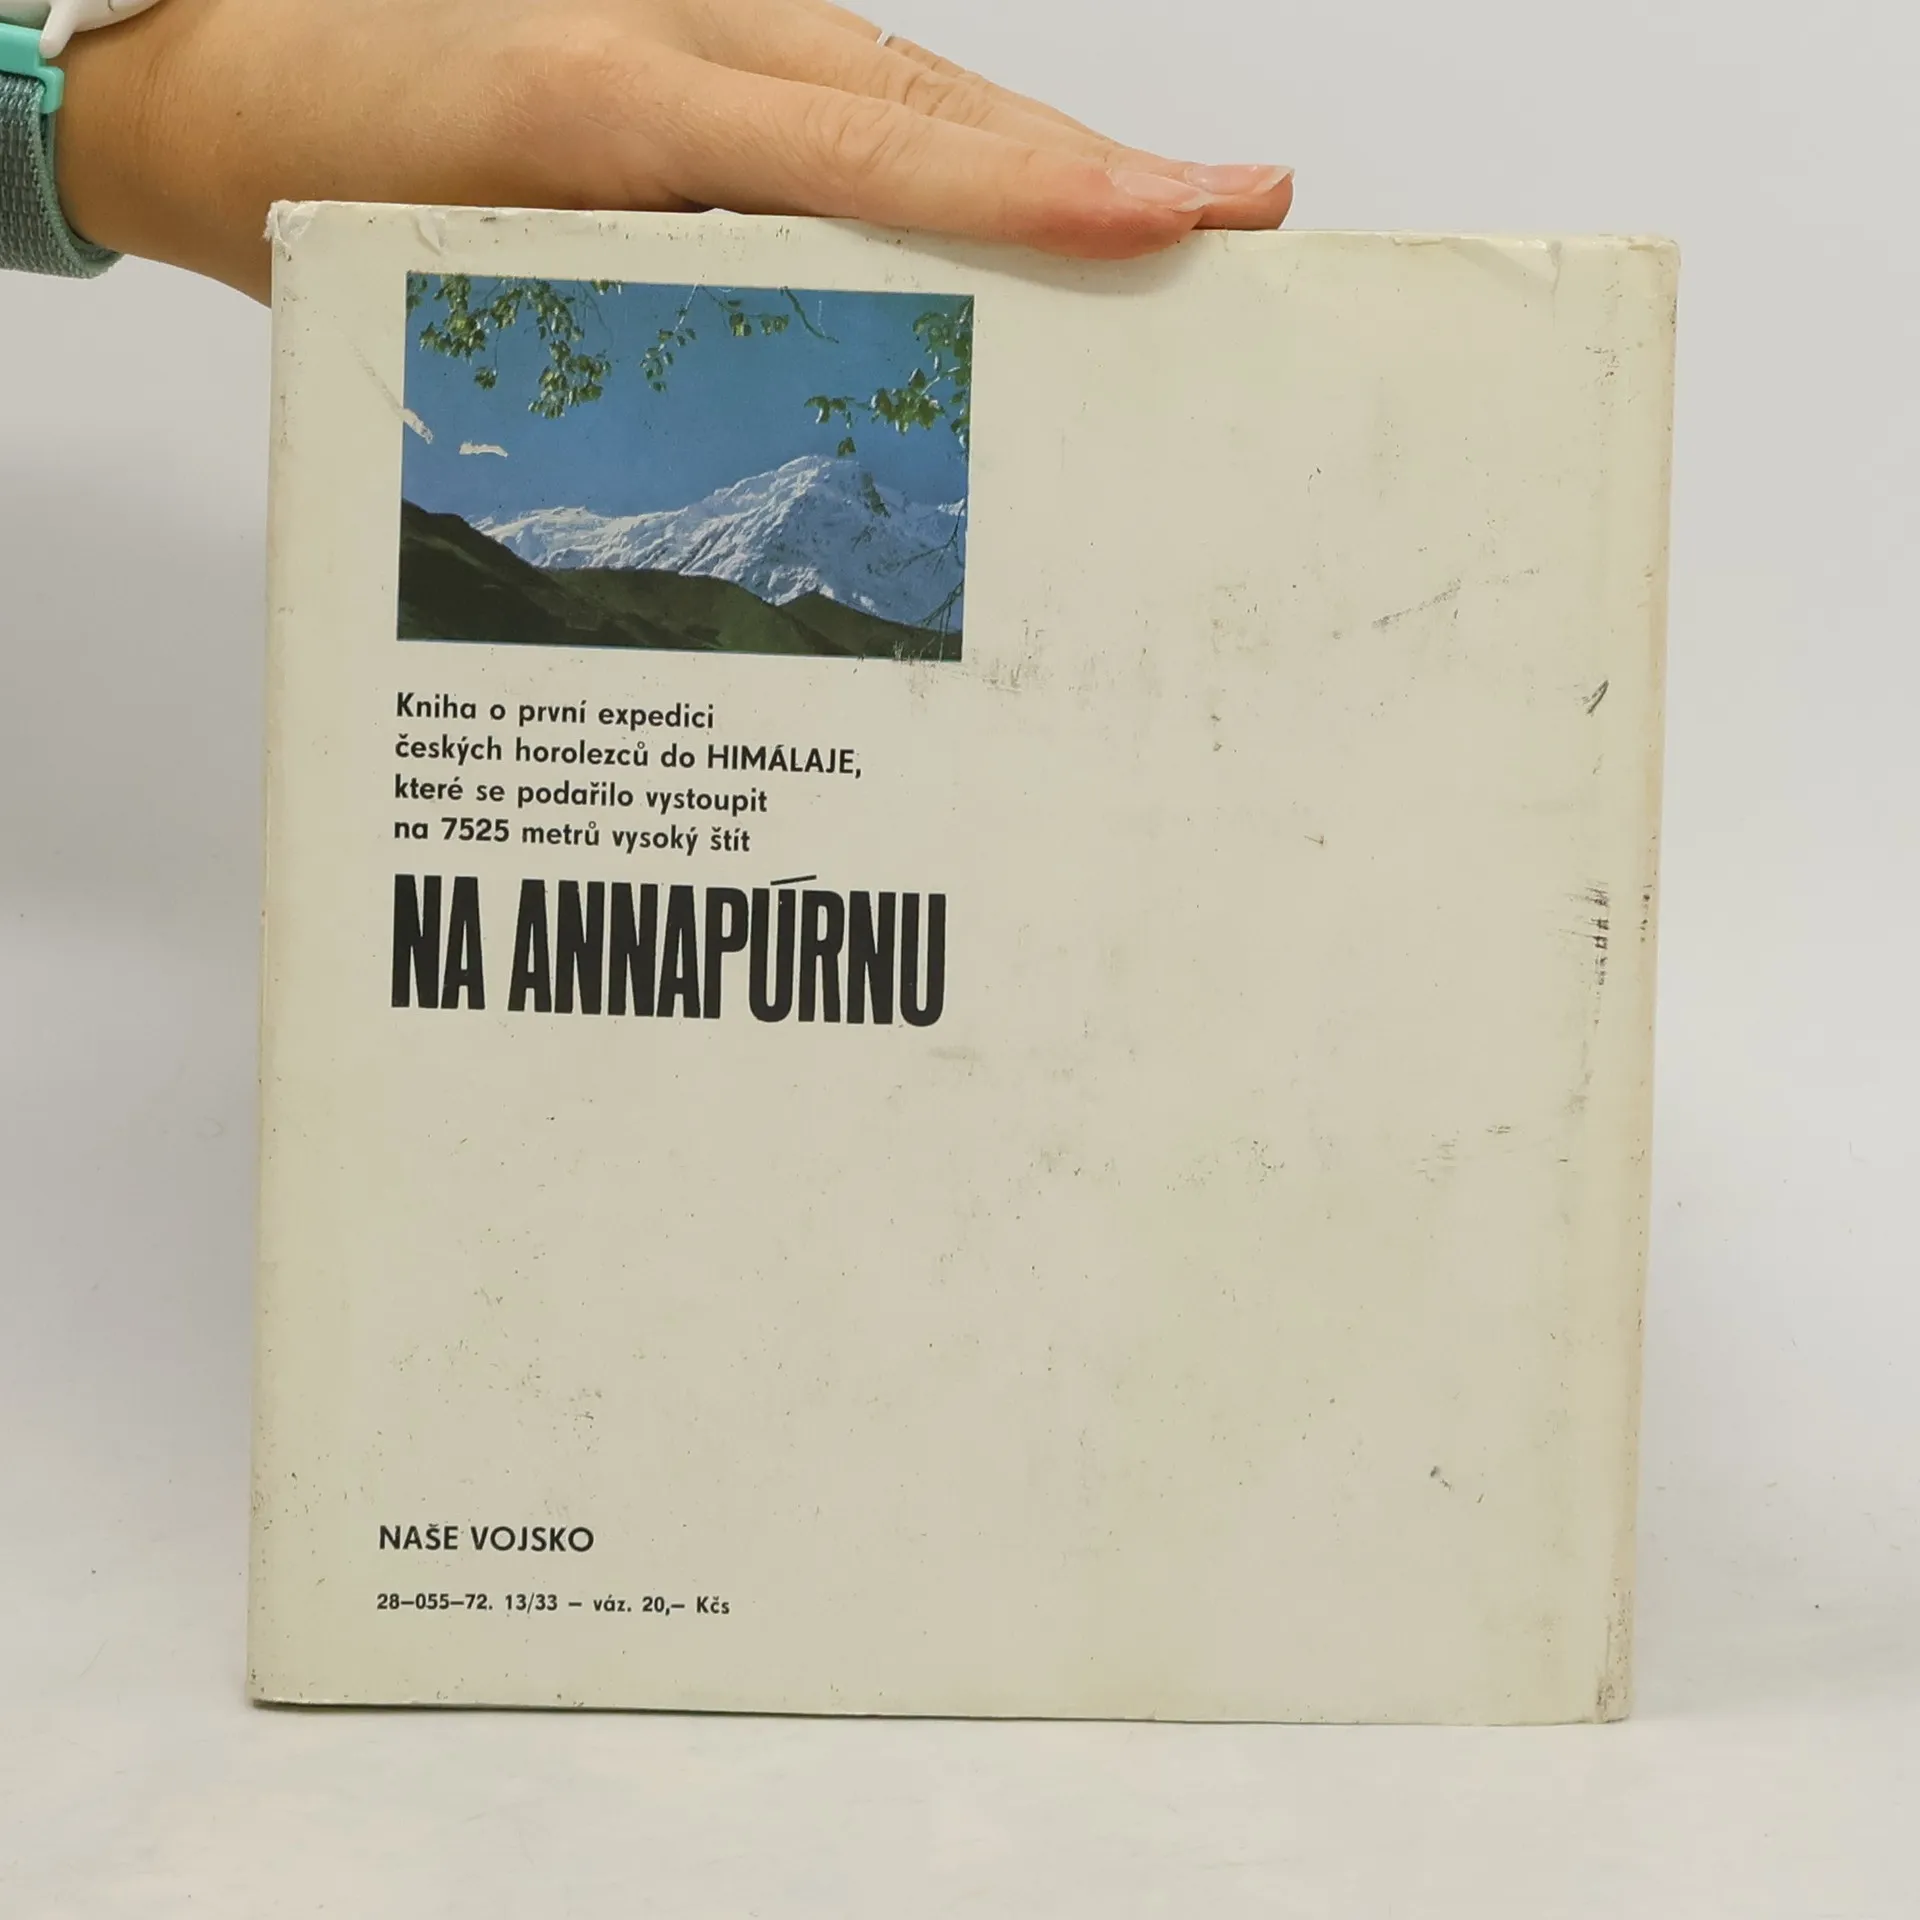 Kniha o první expedici
českých horolezců do HIMÁLAJE,
které se podařilo vystoupit
na 7525 metrů vysoký štít
NA ANNAPÚRNU
NAŠE VOJSKO
28–055–72. 13/33 – váz. 20,– Kčs